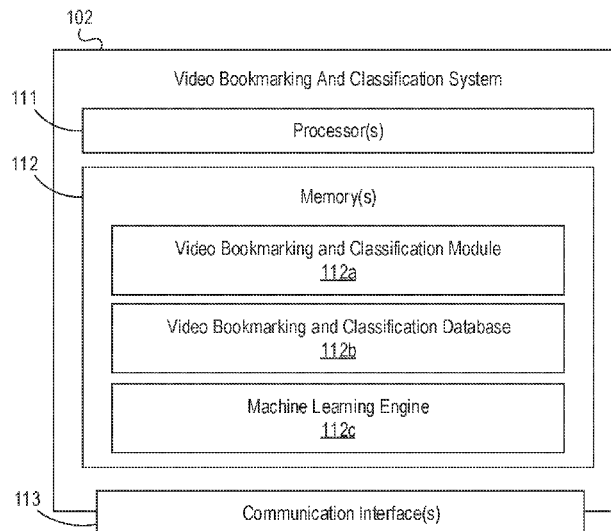 102
Video Bookmarking And Classification System
111
Processor(s)
112
Memory(s)
Video Bookmarking and Classification Module
112a
Video Bookmarking and Classification Database
112b
Machine Learning Engine
112c
113
Communication Interface(s)